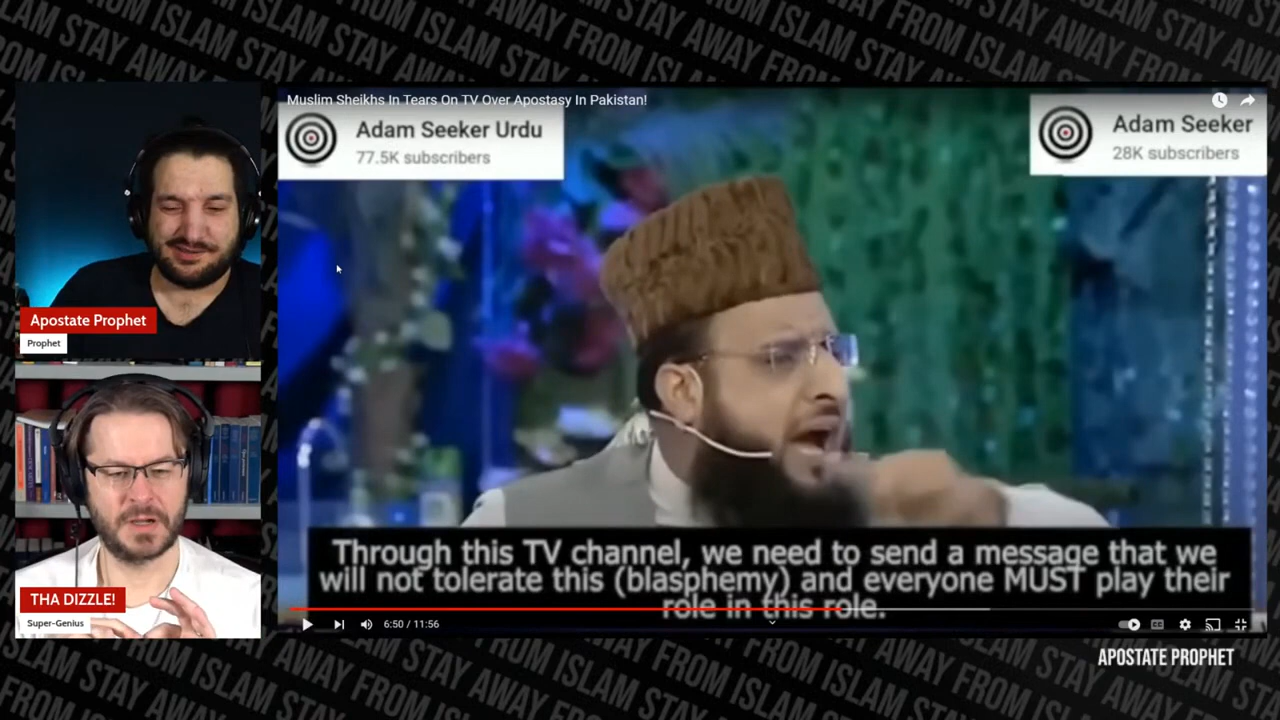 Muslim Sheikhs In Tears On TV Over Apostasy In Pakistan!
Adam Seeker Urdu
77.5K subscribers
Adam Seeker
28K subscribers
Apostate Prophet
Prophet
THA DIZZLE!
Super-Genius
Through this TV channel, we need to send a message that we
will not tolerate this (blasphemy) and everyone MUST play their
role in this role.
6:50 / 11:56
APOSTATE PROPHET
STAY AWAY FROM ISLAM